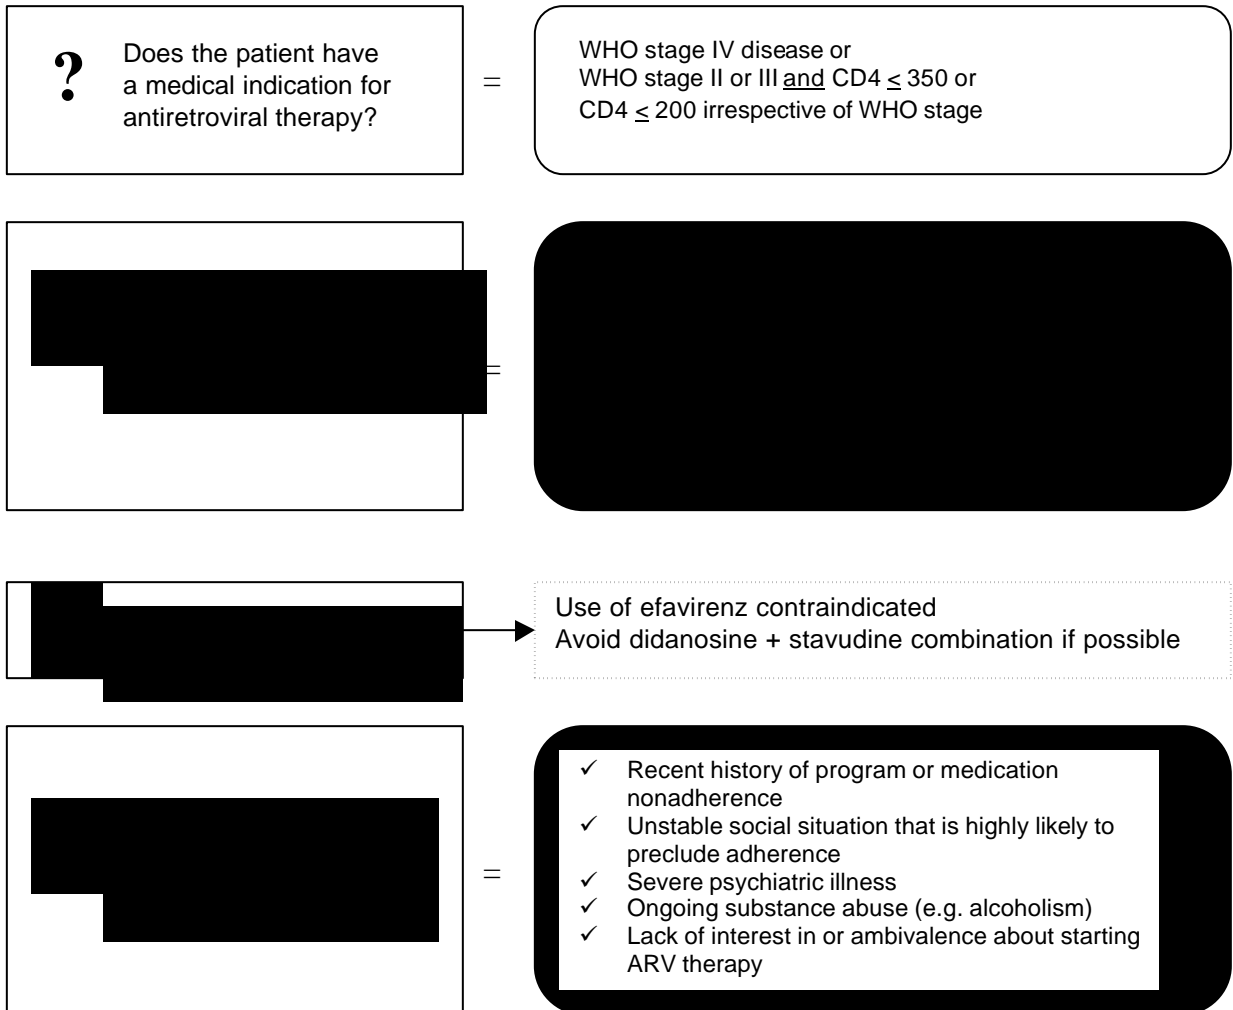 ? Does the patient have
a medical indication for
antiretroviral therapy?
=
WHO stage IV disease or
WHO stage II or III and CD4 ≤ 350 or
CD4 ≤ 200 irrespective of WHO stage
=
Use of efavirenz contraindicated
Avoid didanosine + stavudine combination if possible
=
✓ Recent history of program or medication
nonadherence
✓ Unstable social situation that is highly likely to
preclude adherence
✓ Severe psychiatric illness
✓ Ongoing substance abuse (e.g. alcoholism)
✓ Lack of interest in or ambivalence about starting
ARV therapy